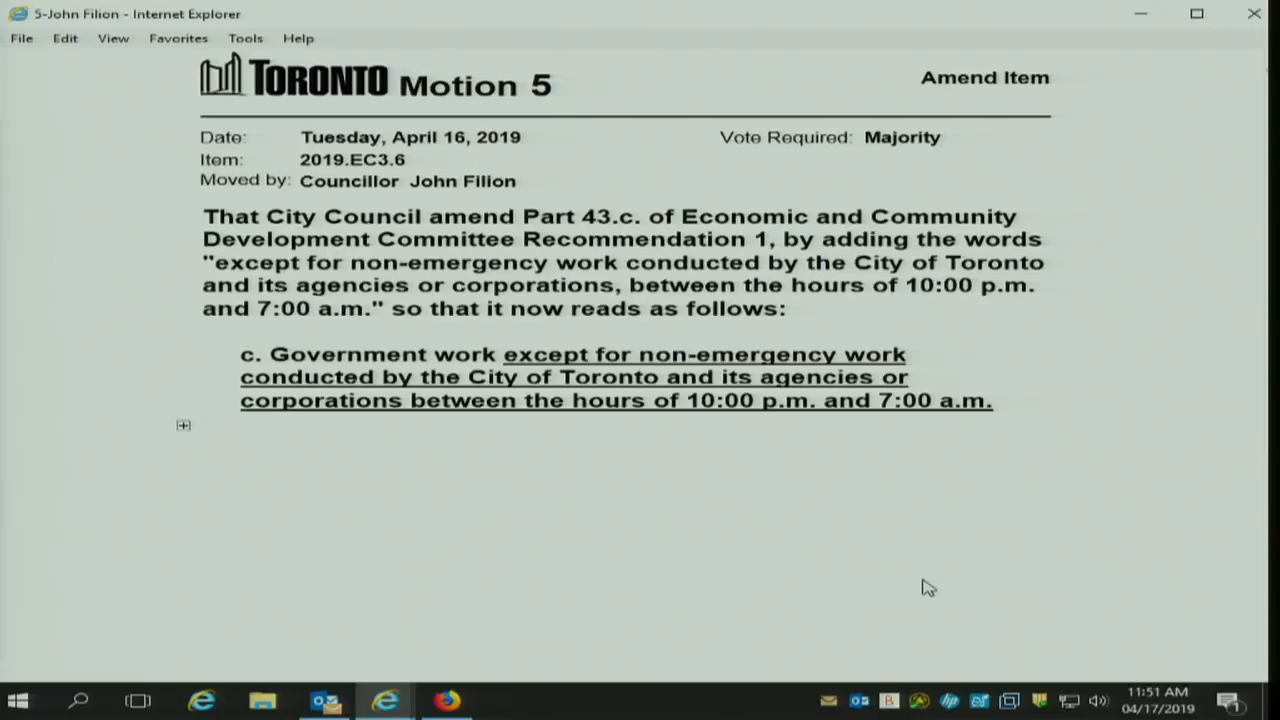 5-John Filion - Internet Explorer
File Edit View Favorites Tools Help
TORONTO Motion 5
Amend Item
Date: Tuesday, April 16, 2019
Vote Required: Majority
Item: 2019.EC3.6
Moved by: Councillor John Filion
That City Council amend Part 43.c. of Economic and Community
Development Committee Recommendation 1, by adding the words
"except for non-emergency work conducted by the City of Toronto
and its agencies or corporations, between the hours of 10:00 p.m.
and 7:00 a.m." so that it now reads as follows:
c. Government work except for non-emergency work
conducted by the City of Toronto and its agencies or
corporations between the hours of 10:00 p.m. and 7:00 a.m.
11:51 AM
04/17/2019
1